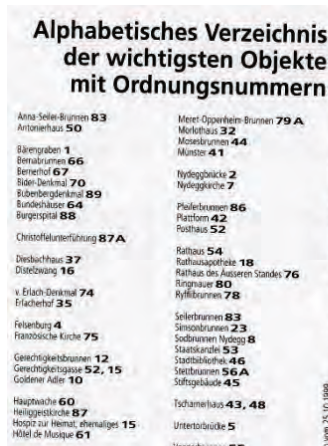 Alphabetisches Verzeichnis
der wichtigsten Objekte
mit Ordnungsnummern
Anna-Seiler-Brunnen 83
Antonierhaus 50
Bärengraben 1
Bernabrunnen 66
Bernerhof 67
Bider-Denkmal 70
Bubenbergdenkmal 89
Bundeshäuser 64
Burgerspital 88
Christoffelunterführung 87A
Diesbachhaus 37
Distelzwang 16
v. Erlach-Denkmal 74
Erlacherhof 35
Felsenburg 4
Französische Kirche 75
Gerechtigkeitsbrunnen 12
Gerechtigkeitsgasse 52, 15
Goldener Adler 10
Hauptwache 60
Heiliggeistkirche 87
Hospiz zur Heimat, ehemaliges 15
Hôtel de Musique 61
Meret-Oppenheim-Brunnen 79 A
Morlothaus 32
Mosesbrunnen 44
Münster 41
Nydeggbrücke 2
Nydeggkirche 7
Pfeiferbrunnen 86
Plattform 42
Posthaus 52
Rathaus 54
Rathausapotheke 18
Rathaus des Äusseren Standes 76
Ringmauer 80
Ryfflibrunnen 78
Seilerbrunnen 83
Simsonbrunnen 23
Sodbrunnen Nydegg 8
Staatskanzlei 53
Stadtbibliothek 46
Stettbrunnen 56A
Stiftsgebäude 45
Tscharnerhaus 43, 48
Untertorbrücke 5
vom 25.10.1999